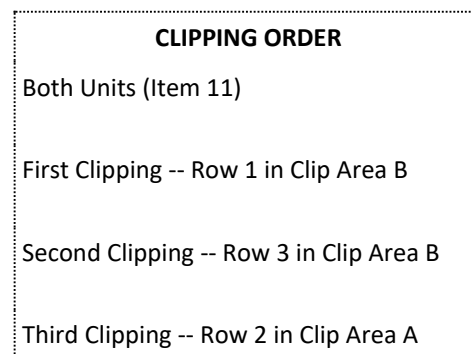 CLIPPING ORDER
Both Units (Item 11)
First Clipping -- Row 1 in Clip Area B
Second Clipping -- Row 3 in Clip Area B
Third Clipping -- Row 2 in Clip Area A